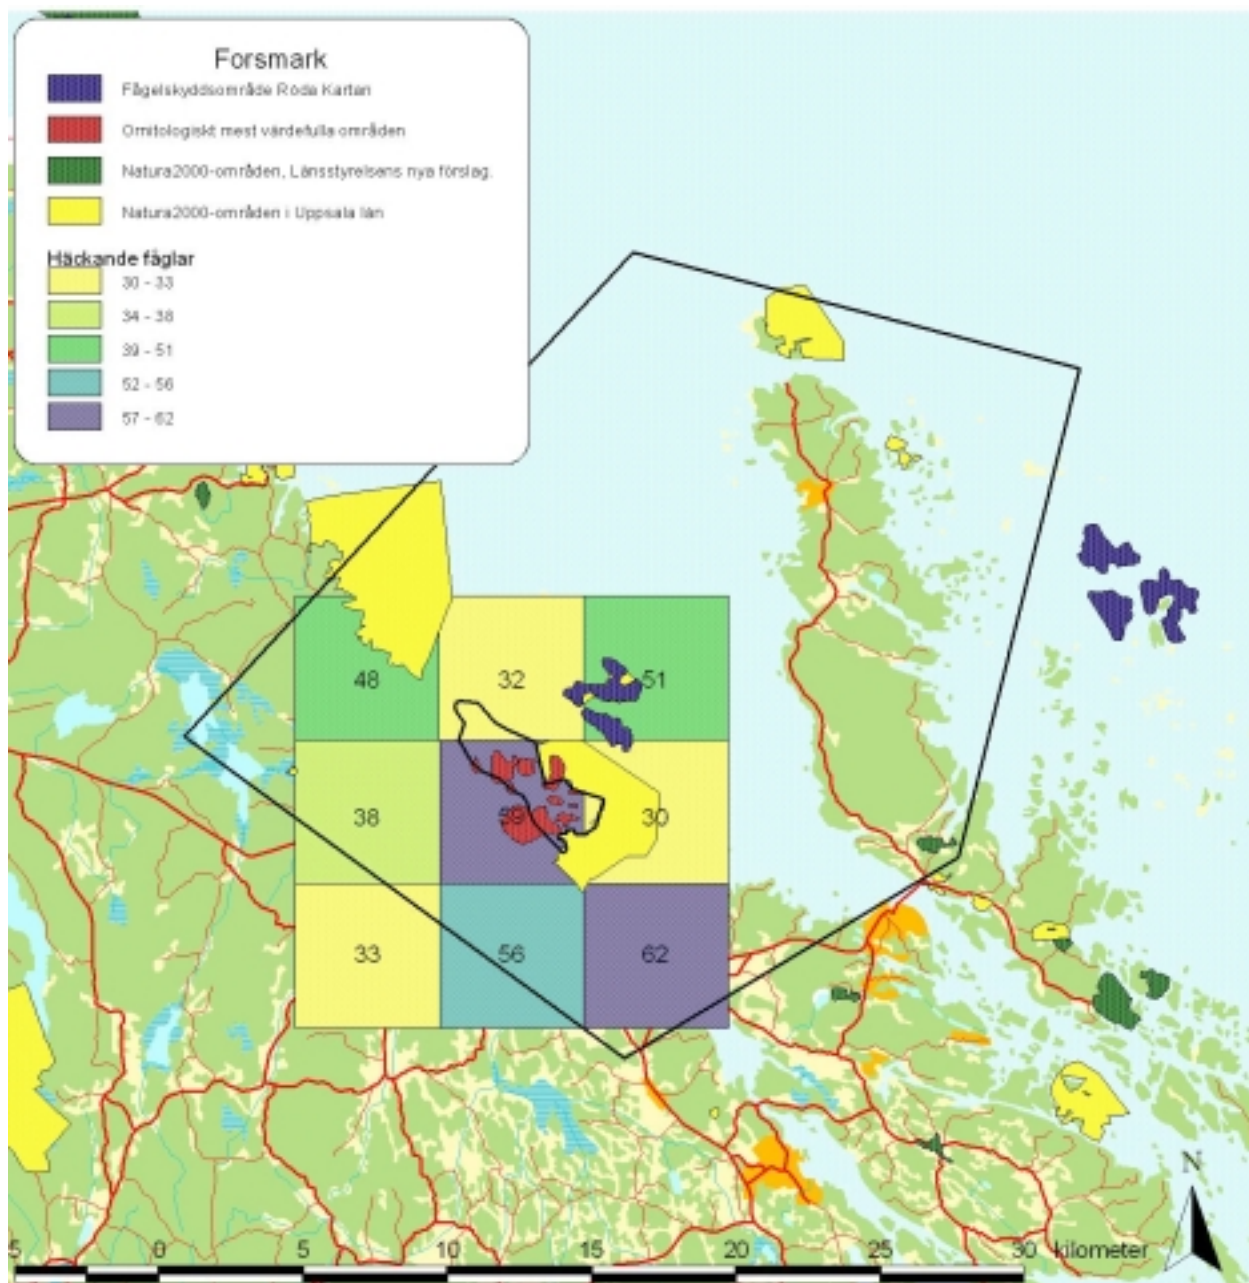 Forsmark
Fågelskyddsområde Röda Kartan
Ornitologiskt mest värdefulla områden
Natura2000-områden, Länsstyrelsens nya förslag.
Natura2000-områden i Uppsala län
Häckande fåglar
30 - 33
34 - 38
39 - 51
52 - 56
57 - 62
48 32 51
38 59 30
33 56 62
N
5 0 5 10 15 20 25 30 kilometer